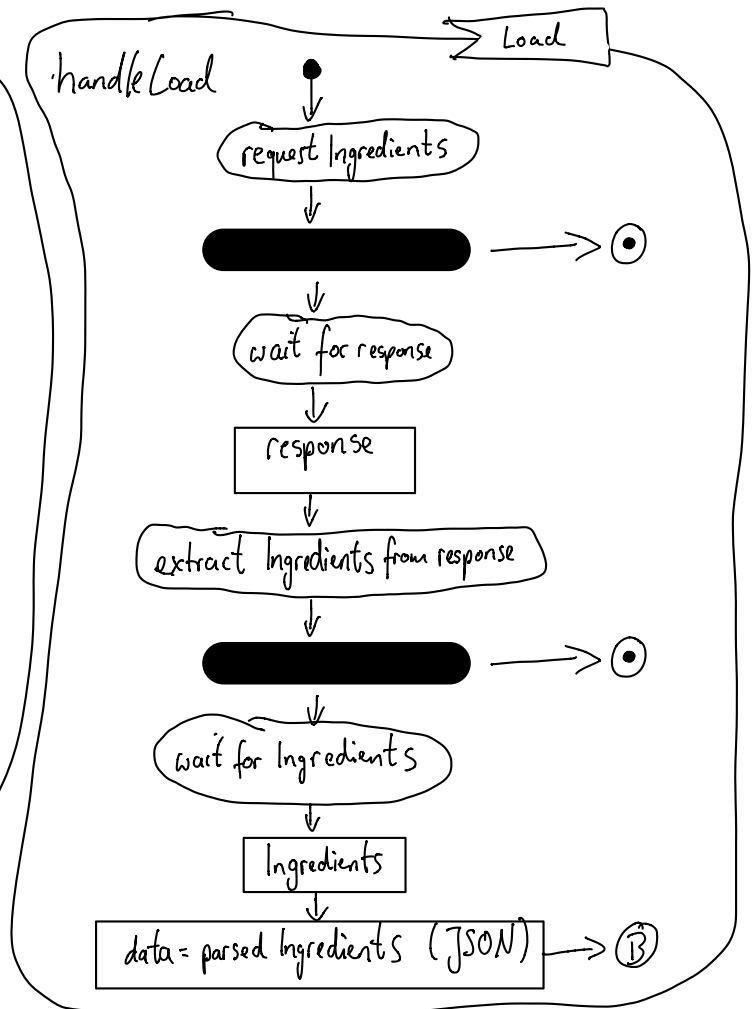 Load
handleLoad
request Ingredients
wait for response
response
extract Ingredients from response
wait for Ingredients
Ingredients
data = parsed Ingredients (JSON)
B